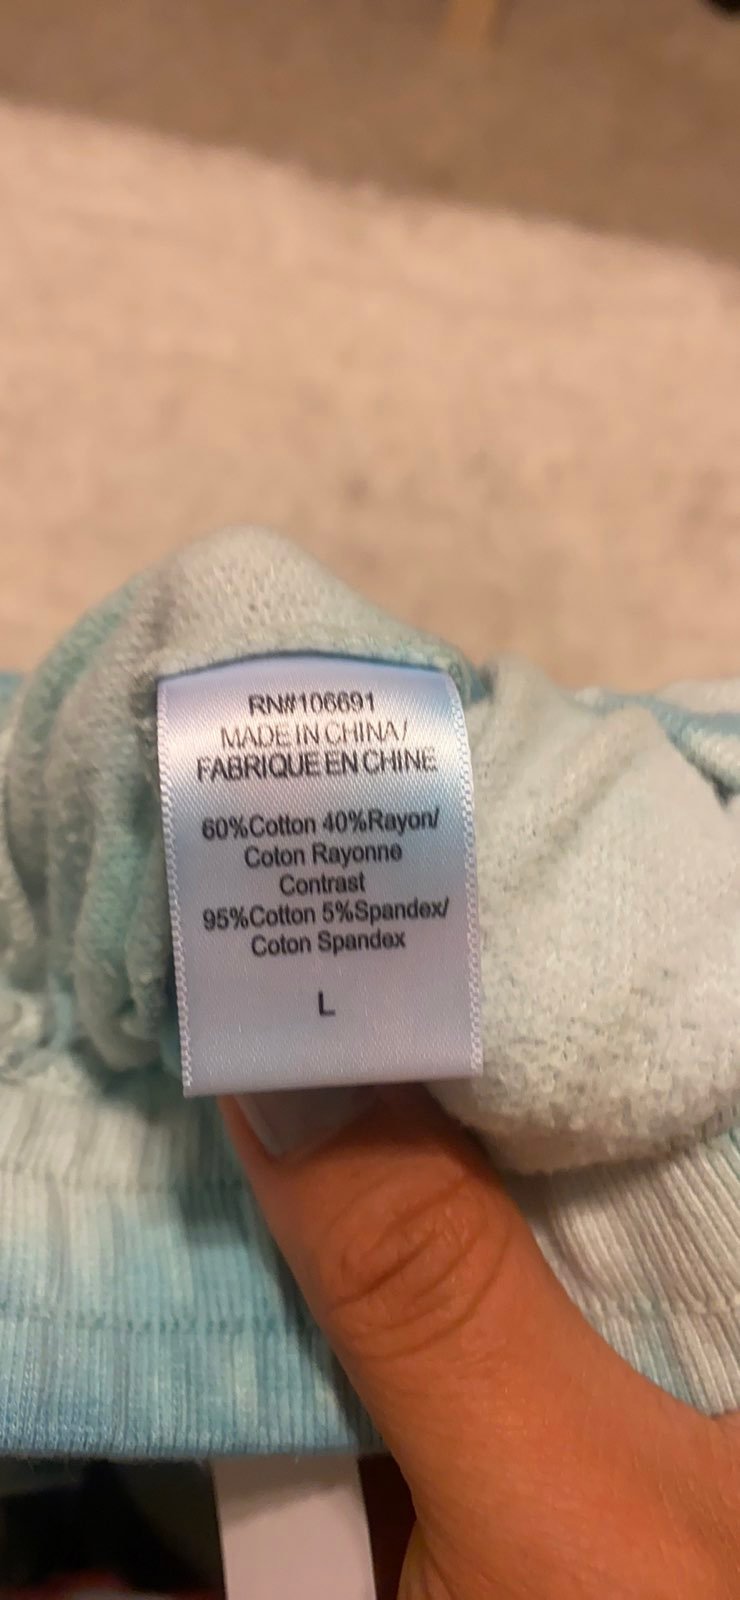 RN#106691
MADE IN CHINA/
FABRIQUE EN CHINE
60%Cotton 40%Rayon/
Coton Rayonne
Contrast
95%Cotton 5%Spandex/
Coton Spandex
L